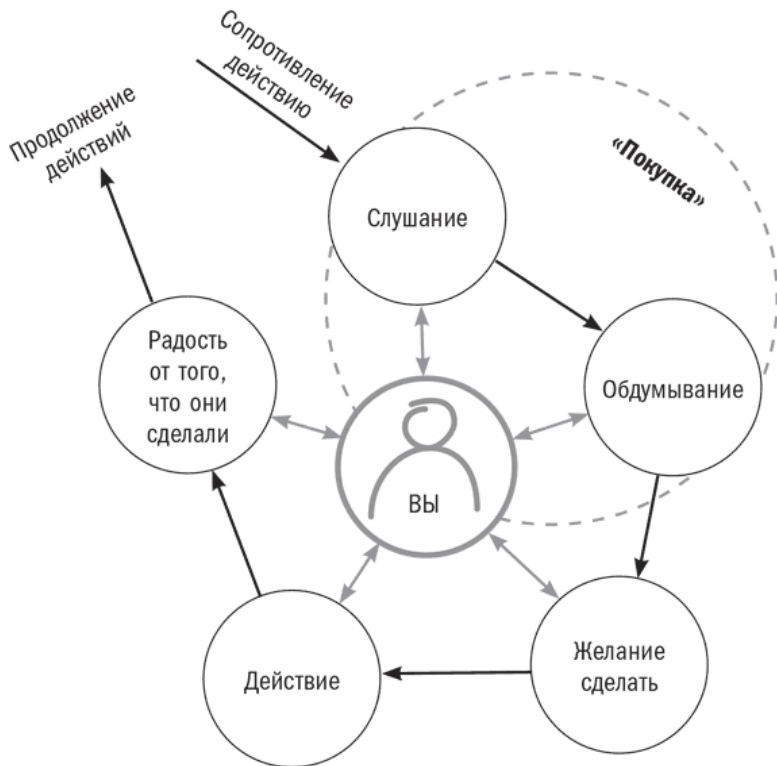 Сопротивление
действию
Продолжение
действий
«Покупка»
Слушание
Обдумывание
Радость
от того,
что они
сделали
ВЫ
Желание
сделать
Действие